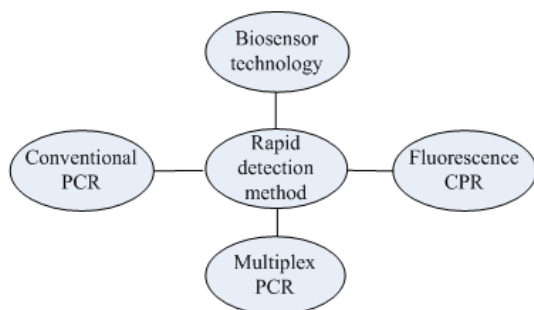 Biosensor
technology
Conventional
PCR
Rapid
detection
method
Fluorescence
CPR
Multiplex
PCR